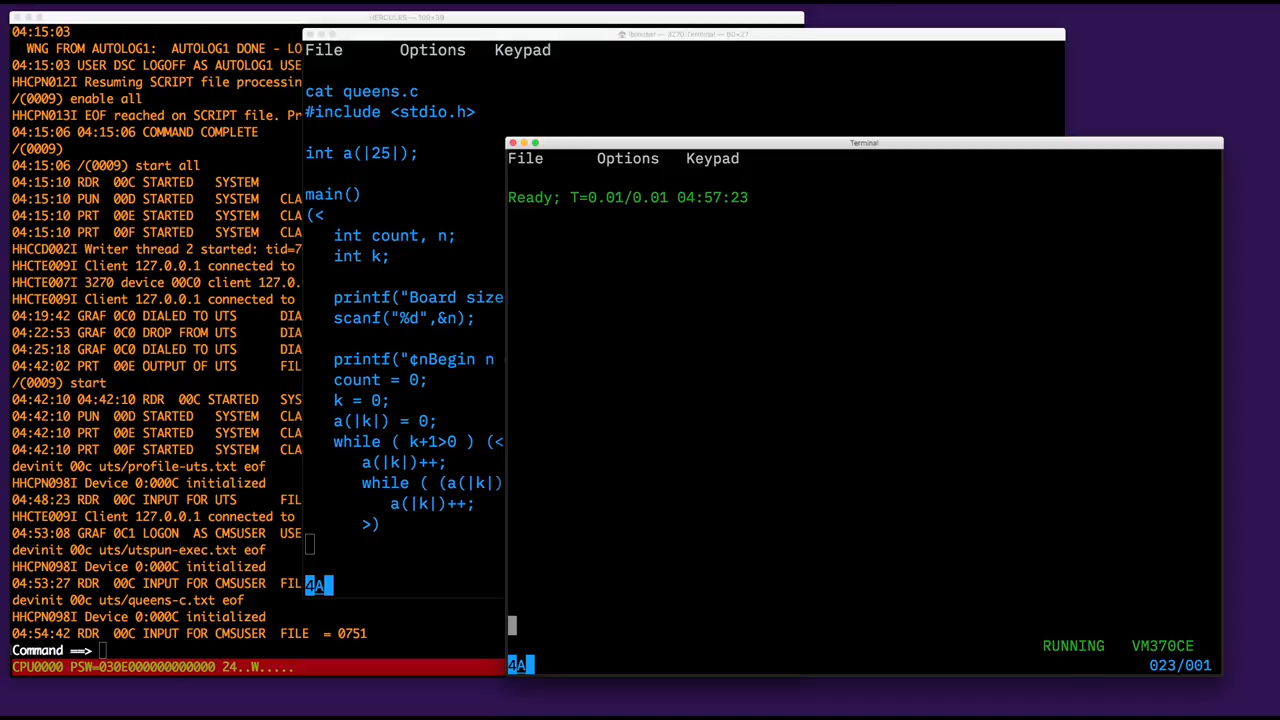 HERCULES — 100×39
04:15:03
WNG FROM AUTOLOG1:  AUTOLOG1 DONE - LO
04:15:03 USER DSC LOGOFF AS AUTOLOG1 USE
HHCPN012I Resuming SCRIPT file processin
/(0009) enable all
HHCPN013I EOF reached on SCRIPT file. Pr
04:15:06 04:15:06 COMMAND COMPLETE
/(0009)
04:15:06 /(0009) start all
04:15:10 RDR  00C STARTED   SYSTEM
04:15:10 PUN  00D STARTED   SYSTEM   CLA
04:15:10 PRT  00E STARTED   SYSTEM   CLA
04:15:10 PRT  00F STARTED   SYSTEM   CLA
HHCCD002I Writer thread 2 started: tid=7
HHCTE009I Client 127.0.0.1 connected to
HHCTE007I 3270 device 00C0 client 127.0.
HHCTE009I Client 127.0.0.1 connected to
04:19:42 GRAF 0C0 DIALED TO UTS      DIA
04:22:53 GRAF 0C0 DROP FROM UTS      DIA
04:25:18 GRAF 0C0 DIALED TO UTS      DIA
04:42:02 PRT  00E OUTPUT OF UTS      FIL
/(0009) start
04:42:10 04:42:10 RDR  00C STARTED   SYS
04:42:10 PUN  00D STARTED   SYSTEM   CLA
04:42:10 PRT  00E STARTED   SYSTEM   CLA
04:42:10 PRT  00F STARTED   SYSTEM   CLA
devinit 00c uts/profile-uts.txt eof
HHCPN098I Device 0:000C initialized
04:48:23 RDR  00C INPUT FOR UTS      FIL
HHCTE009I Client 127.0.0.1 connected to
04:53:08 GRAF 0C1 LOGON  AS CMSUSER  USE
devinit 00c uts/utspun-exec.txt eof
HHCPN098I Device 0:000C initialized
04:53:27 RDR  00C INPUT FOR CMSUSER  FIL
devinit 00c uts/queens-c.txt eof
HHCPN098I Device 0:000C initialized
04:54:42 RDR  00C INPUT FOR CMSUSER  FILE  = 0751
Command ==>
CPU0000 PSW=030E000000000000 24..W.....
3270 Terminal — 80×27
File      Options   Keypad
cat queens.c
#include <stdio.h>
int a(|25|);
main()
(<
int count, n;
int k;
printf("Board size
scanf("%d",&n);
printf("¢nBegin n
count = 0;
k = 0;
a(|k|) = 0;
while ( k+1>0 ) (<
a(|k|)++;
while ( (a(|k|)
a(|k|)++;
>)
4A
Terminal
File      Options   Keypad
Ready; T=0.01/0.01 04:57:23
RUNNING   VM370CE
4A
023/001